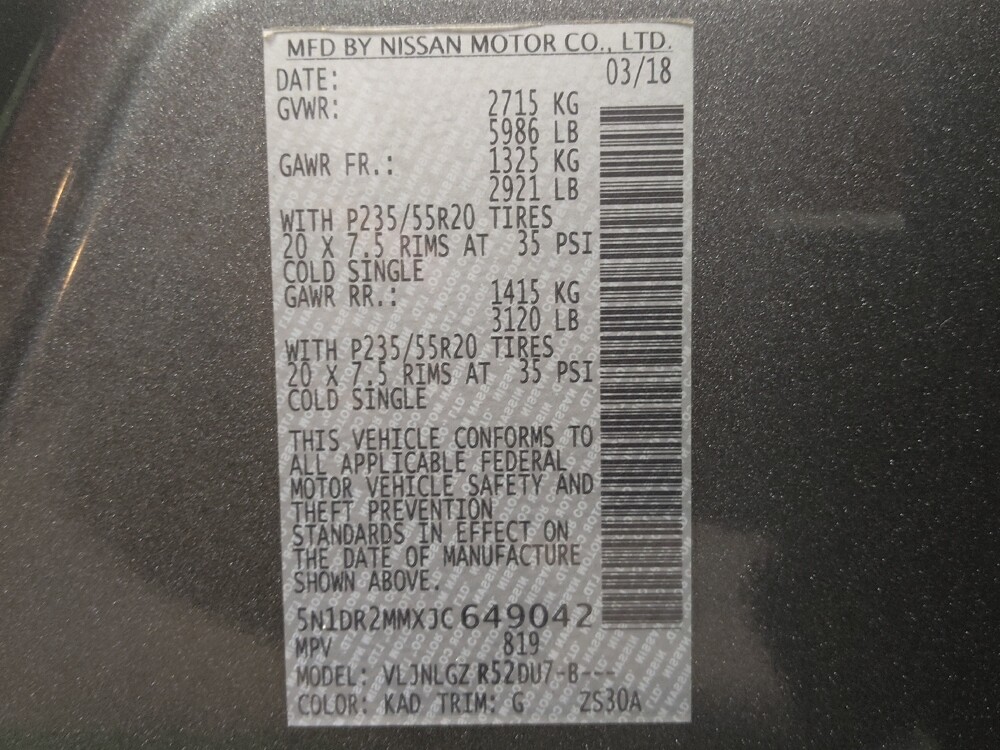 MFD BY NISSAN MOTOR CO., LTD.
DATE: 03/18
GVWR: 2715 KG
5986 LB
GAWR FR.: 1325 KG
2921 LB
WITH P235/55R20 TIRES
20 X 7.5 RIMS AT 35 PSI
COLD SINGLE
GAWR RR.: 1415 KG
3120 LB
WITH P235/55R20 TIRES
20 X 7.5 RIMS AT 35 PSI
COLD SINGLE
THIS VEHICLE CONFORMS TO
ALL APPLICABLE FEDERAL
MOTOR VEHICLE SAFETY AND
THEFT PREVENTION
STANDARDS IN EFFECT ON
THE DATE OF MANUFACTURE
SHOWN ABOVE.
5N1DR2MMXJC649042
MPV 819
MODEL: VLJNLGZ R52DU7-B---
COLOR: KAD TRIM: G ZS30A